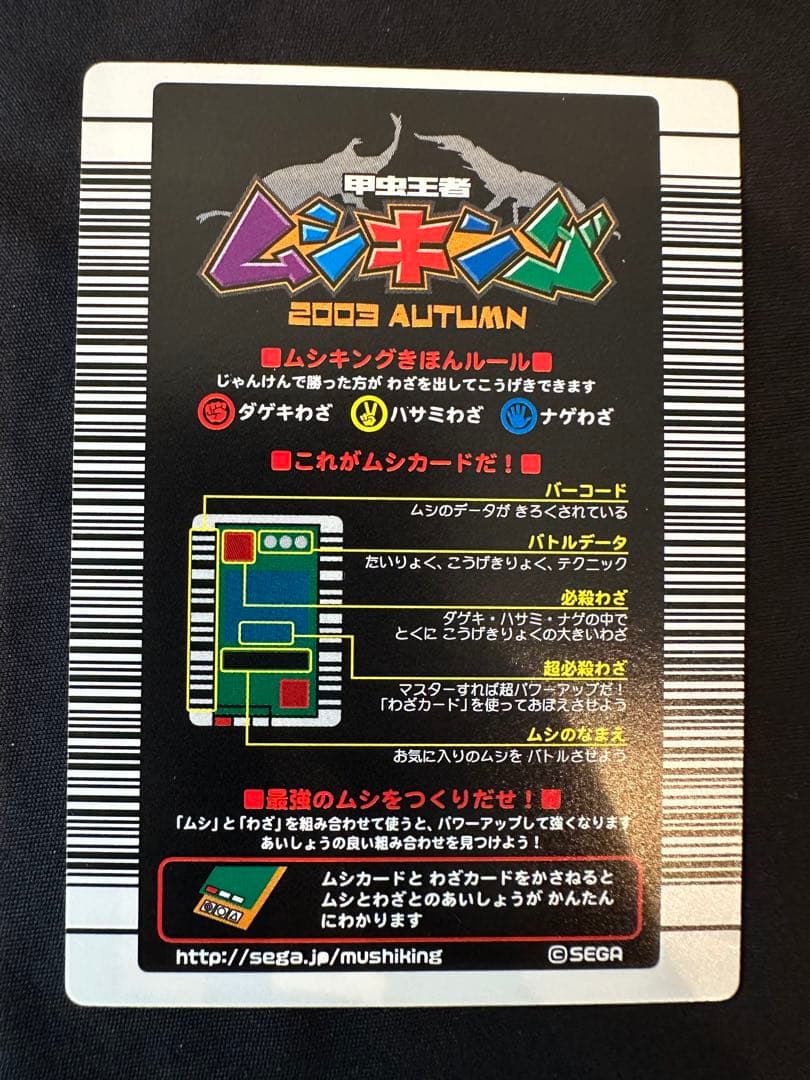 甲虫王者
ムシキング
2003 AUTUMN
■ムシキングきほんルール■
じゃんけんで勝った方が わざを出してこうげきできます
ダゲキわざ ハサミわざ ナゲわざ
■これがムシカードだ！■
バーコード
ムシのデータが きろくされている
バトルデータ
たいりょく、こうげきりょく、テクニック
必殺わざ
ダゲキ・ハサミ・ナゲの中で
とくに こうげきりょくの大きいわざ
超必殺わざ
マスターすれば超パワーアップだ！
「わざカード」を使っておぼえさせよう
ムシのなまえ
お気に入りのムシを バトルさせよう
■最強のムシをつくりだせ！■
「ムシ」と「わざ」を組み合わせて使うと、パワーアップして強くなります
あいしょうの良い組み合わせを見つけよう！
ムシカードと わざカードをかさねると
ムシとわざとのあいしょうが かんたん
にわかります
http://sega.jp/mushiking ©SEGA